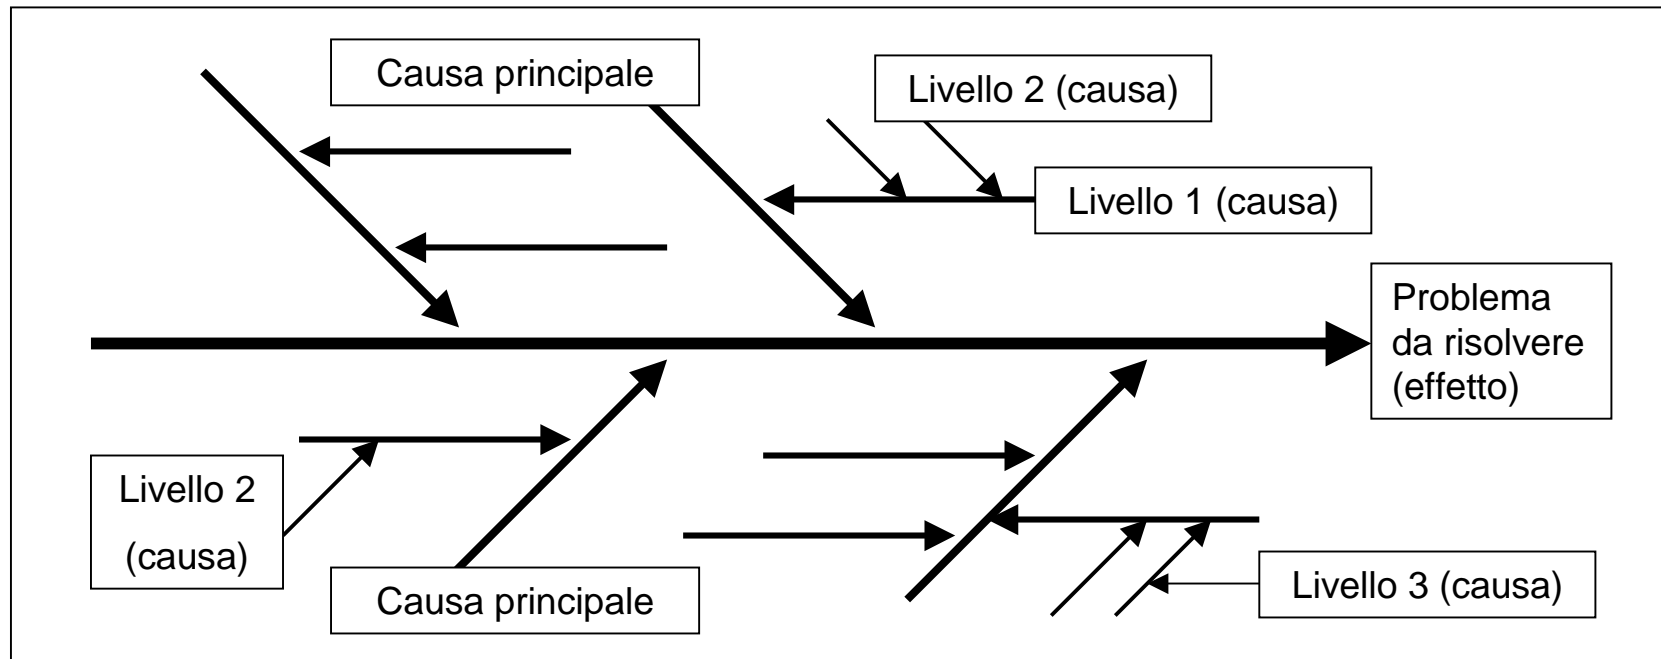 Causa principale
Livello 2 (causa)
Livello 1 (causa)
Problema
da risolvere
(effetto)
Livello 2
(causa)
Causa principale
Livello 3 (causa)